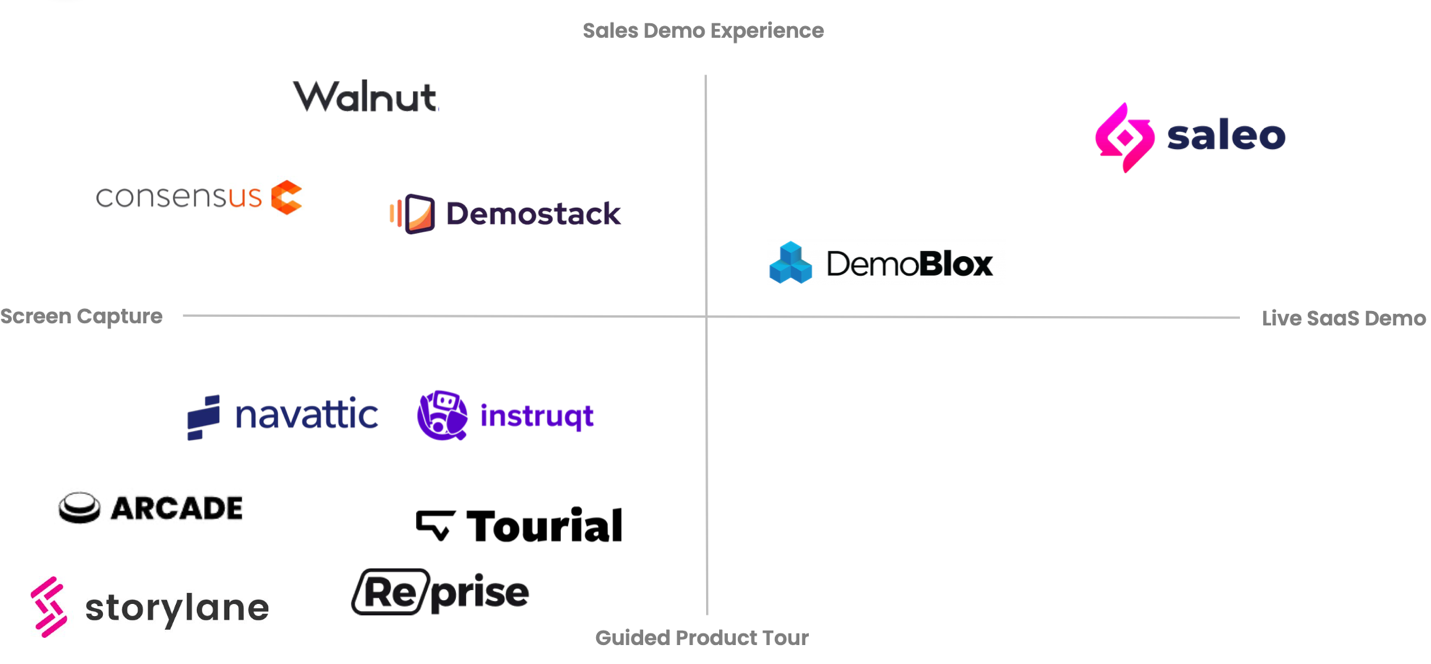 Sales Demo Experience
Walnut
saleo
consensus
Demostack
DemoBlox
Screen Capture
Live SaaS Demo
navattic
instruqt
ARCADE
Tourial
Reprise
storylane
Guided Product Tour